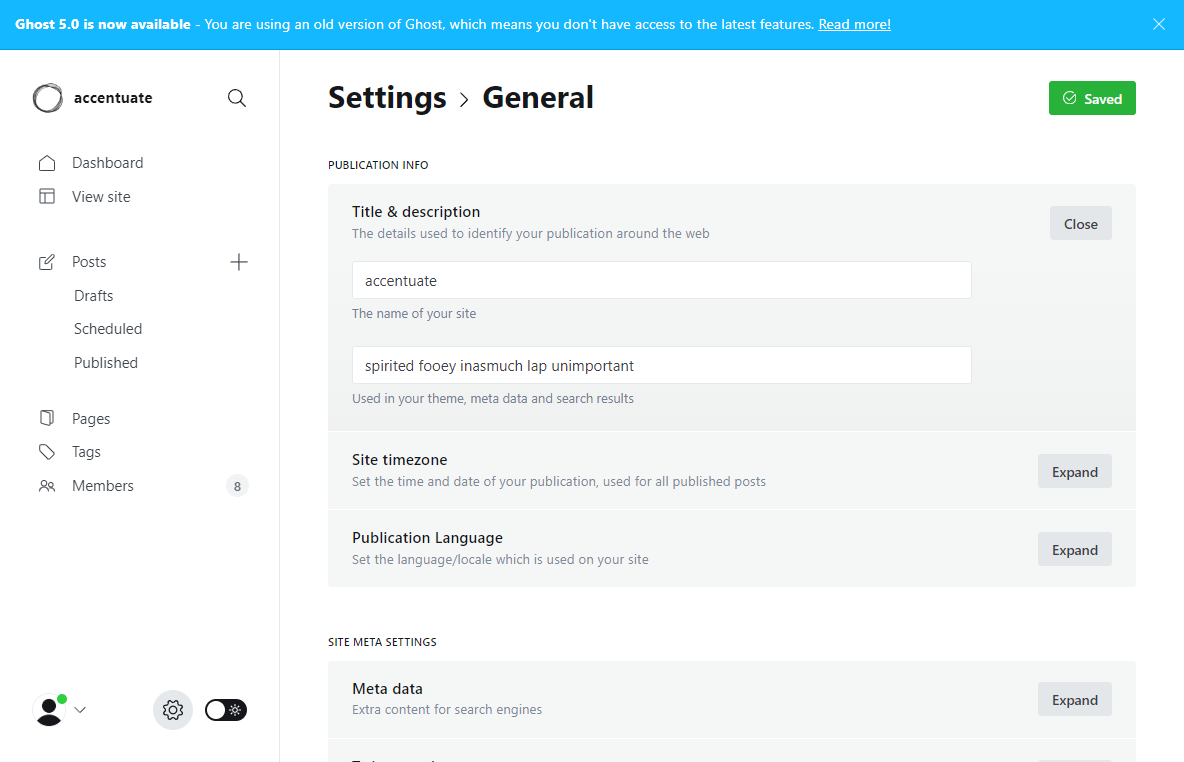 Ghost 5.0 is now available - You are using an old version of Ghost, which means you don't have access to the latest features. Read more!
accentuate
Dashboard
View site
Posts
Drafts
Scheduled
Published
Pages
Tags
Members 8
Settings > General
Saved
PUBLICATION INFO
Title & description
The details used to identify your publication around the web
Close
accentuate
The name of your site
spirited fooey inasmuch lap unimportant
Used in your theme, meta data and search results
Site timezone
Set the time and date of your publication, used for all published posts
Expand
Publication Language
Set the language/locale which is used on your site
Expand
SITE META SETTINGS
Meta data
Extra content for search engines
Expand